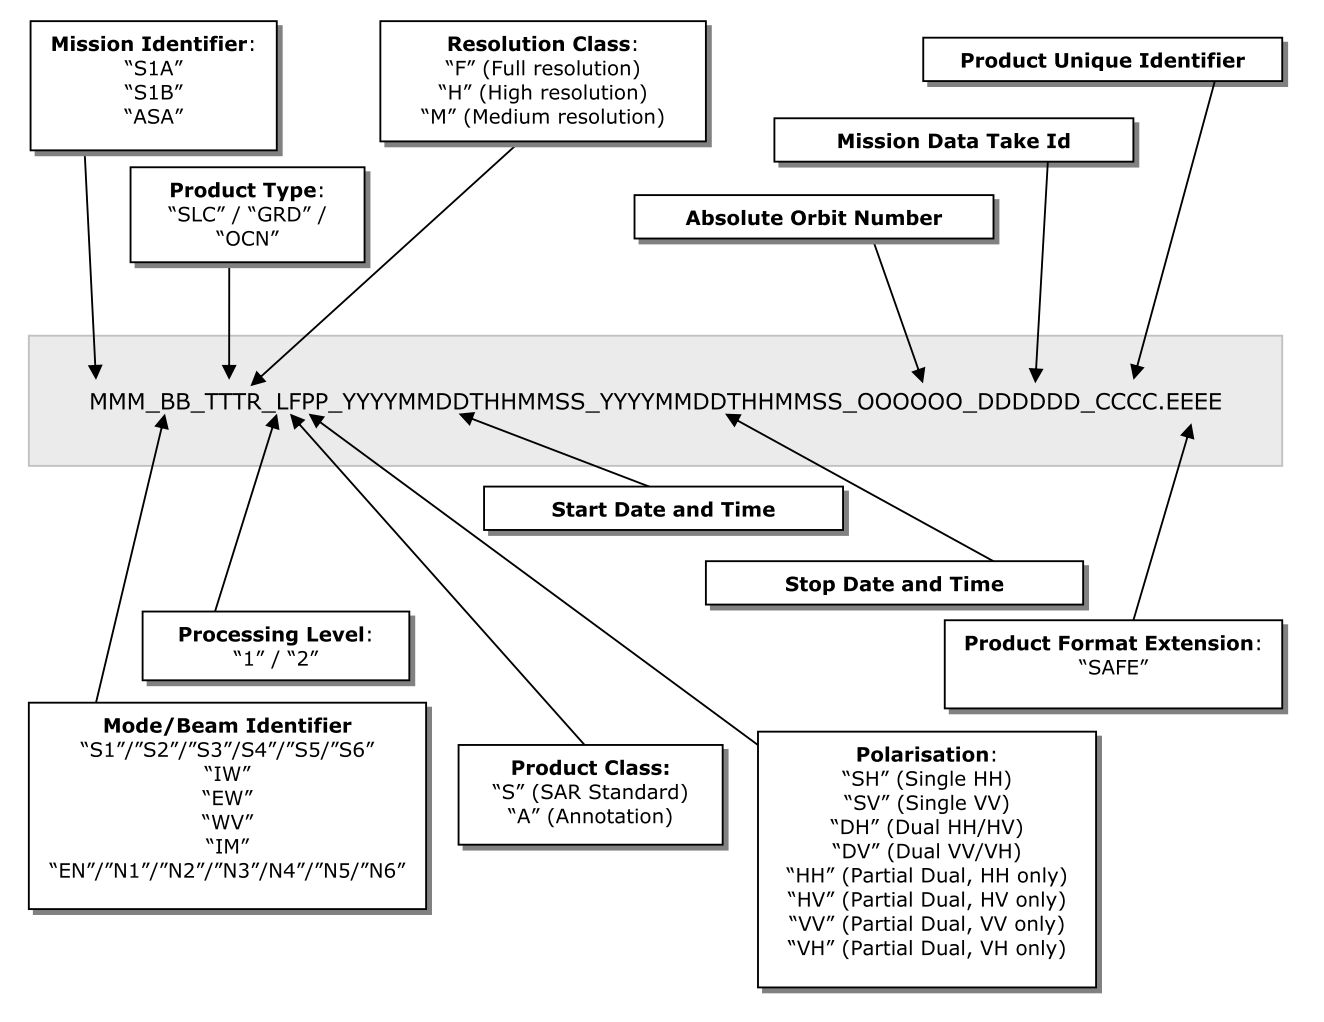 Mission Identifier:
“S1A”
“S1B”
“ASA”
Resolution Class:
“F” (Full resolution)
“H” (High resolution)
“M” (Medium resolution)
Product Unique Identifier
Mission Data Take Id
Product Type:
“SLC” / “GRD” /
“OCN”
Absolute Orbit Number
MMM_BB_TTTR_LFPP_YYYYMMDDTHHMMSS_YYYYMMDDTHHMMSS_OOOOOO_DDDDDD_CCCC.EEEE
Start Date and Time
Stop Date and Time
Processing Level:
“1” / “2”
Product Format Extension:
“SAFE”
Mode/Beam Identifier
“S1”/”S2”/”S3”/S4”/”S5/”S6”
“IW”
“EW”
“WV”
“IM”
“EN”/”N1”/”N2”/”N3”/N4”/”N5/”N6”
Product Class:
“S” (SAR Standard)
“A” (Annotation)
Polarisation:
“SH” (Single HH)
“SV” (Single VV)
“DH” (Dual HH/HV)
“DV” (Dual VV/VH)
“HH” (Partial Dual, HH only)
“HV” (Partial Dual, HV only)
“VV” (Partial Dual, VV only)
“VH” (Partial Dual, VH only)